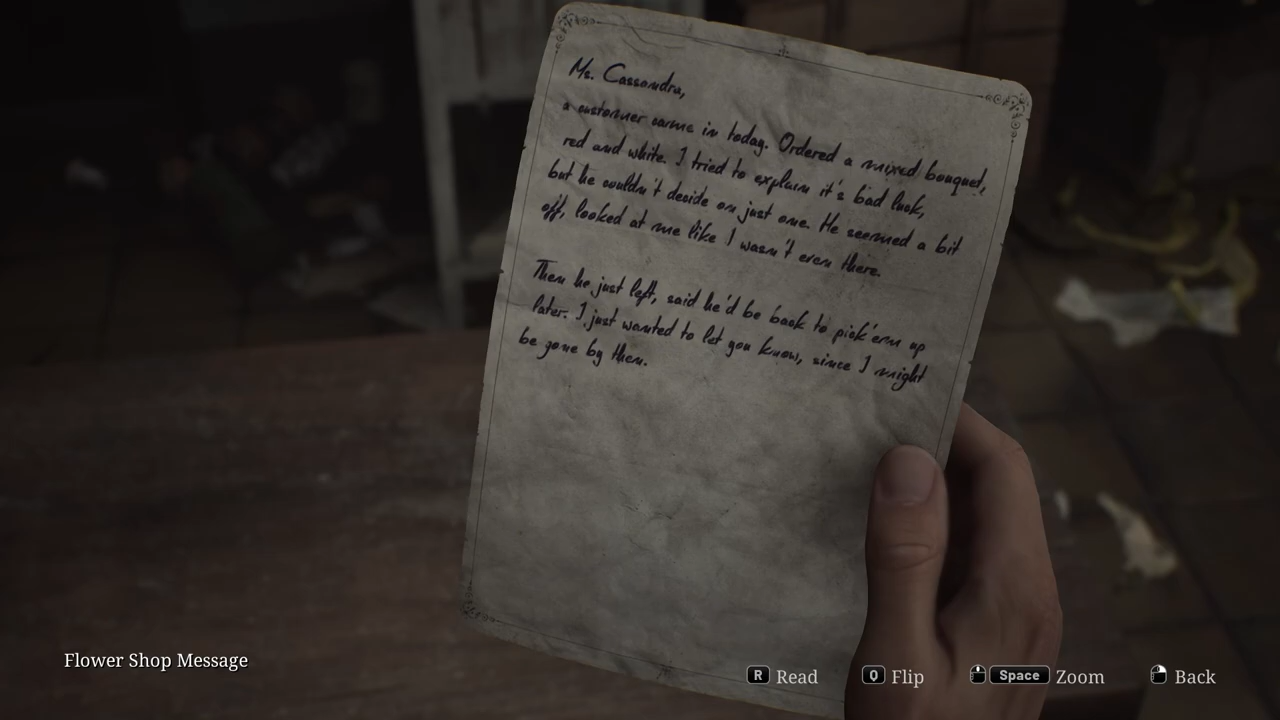 Ms. Cassandra,
a customer came in today. Ordered a mixed bouquet,
red and white. I tried to explain it's bad luck,
but he couldn't decide on just one. He seemed a bit
off, looked at me like I wasn't even there.
Then he just left, said he'd be back to pick'em up
later. I just wanted to let you know, since I might
be gone by then.
Flower Shop Message
R Read
Q Flip
Space Zoom
Back